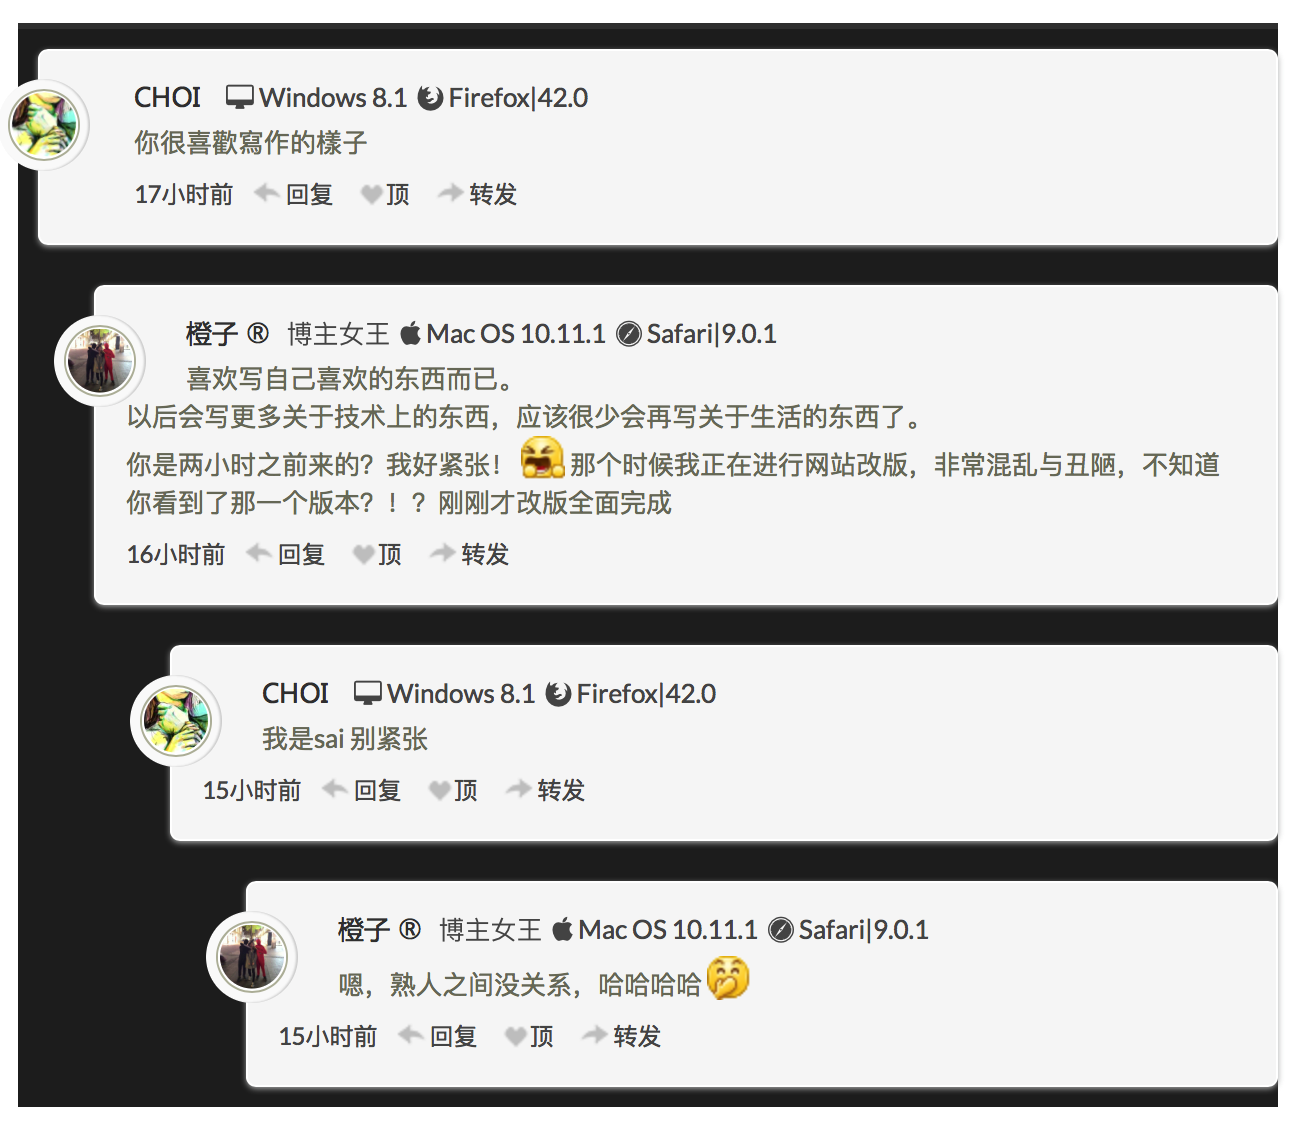 CHOI Windows 8.1 Firefox|42.0
你很喜歡寫作的樣子
17小时前 回复 顶 转发
橙子 ® 博主女王 Mac OS 10.11.1 Safari|9.0.1
喜欢写自己喜欢的东西而已。
以后会写更多关于技术上的东西，应该很少会再写关于生活的东西了。
你是两小时之前来的？我好紧张！ 那个时候我正在进行网站改版，非常混乱与丑陋，不知道
你看到了那一个版本？！？刚刚才改版全面完成
16小时前 回复 顶 转发
CHOI Windows 8.1 Firefox|42.0
我是sai 别紧张
15小时前 回复 顶 转发
橙子 ® 博主女王 Mac OS 10.11.1 Safari|9.0.1
嗯，熟人之间没关系，哈哈哈哈
15小时前 回复 顶 转发